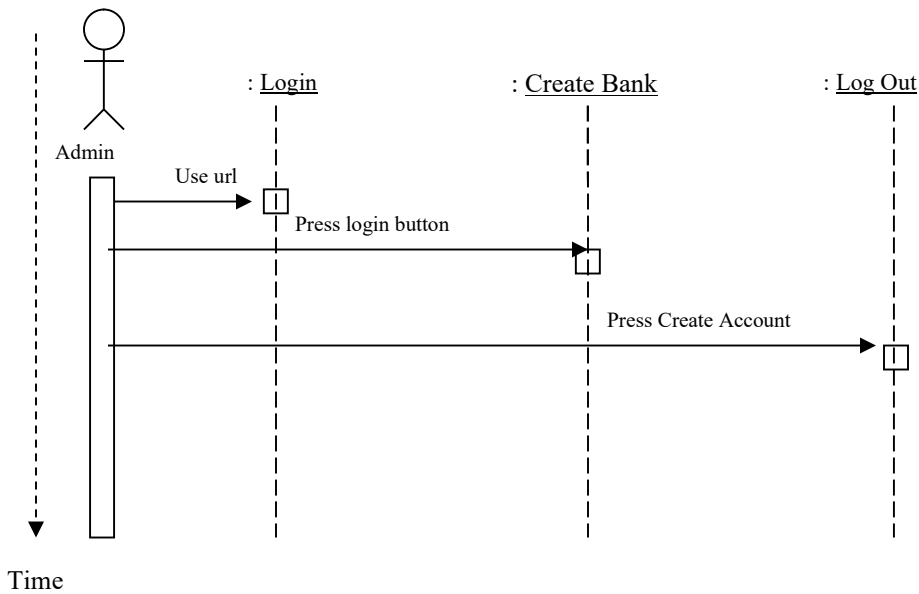 : Login
: Create Bank
: Log Out
Admin
Use url
Press login button
Press Create Account
Time